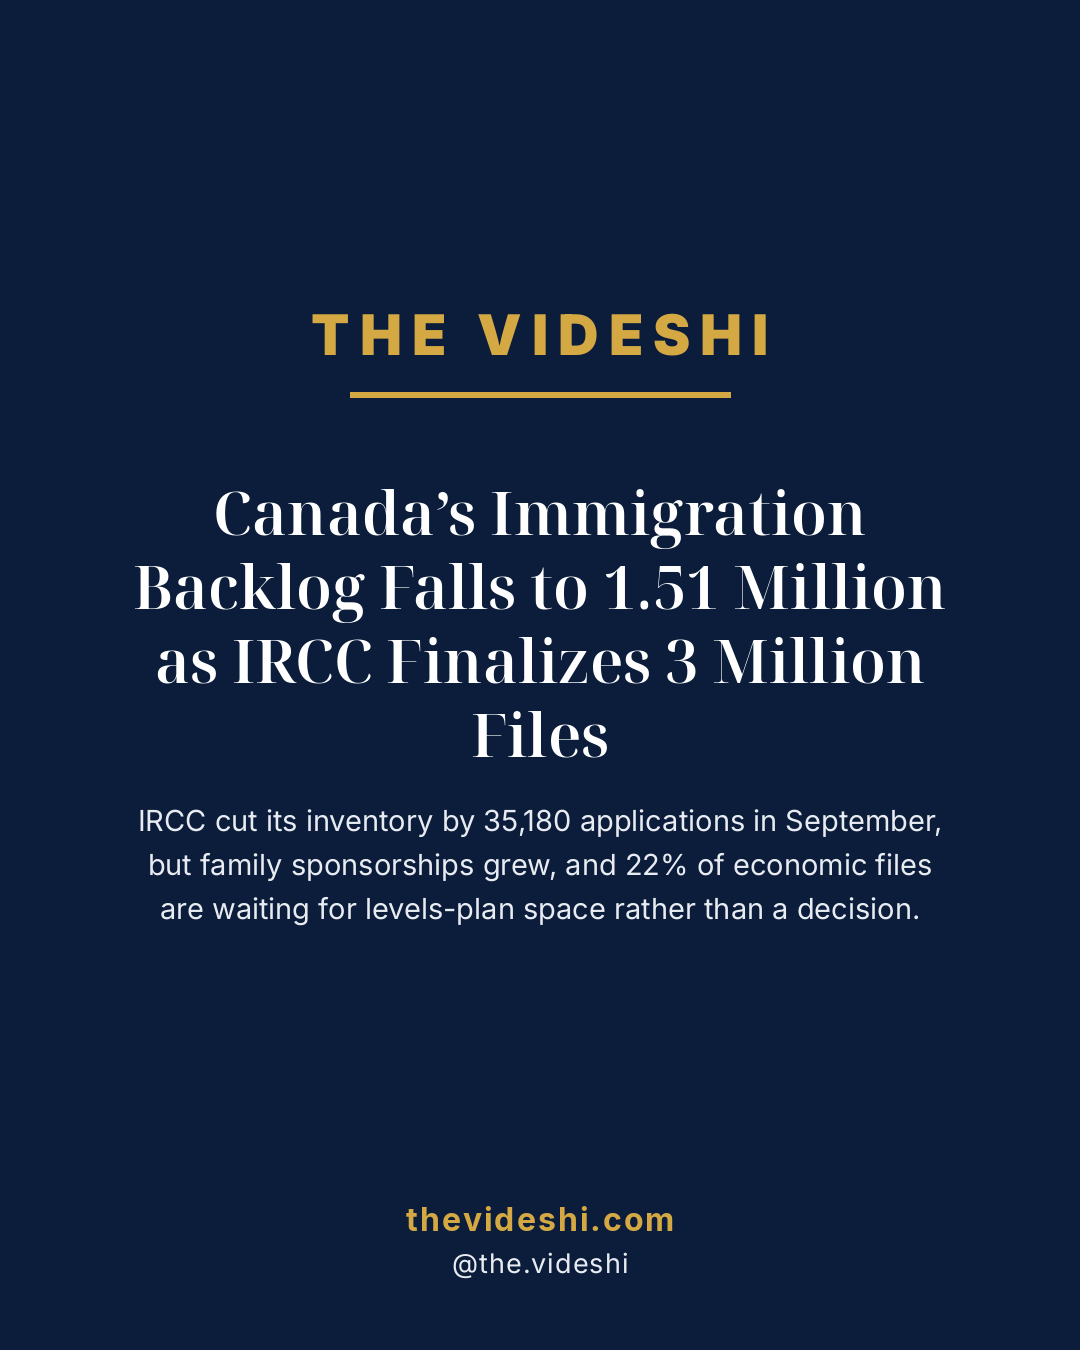 THE VIDESHI
Canada’s Immigration
Backlog Falls to 1.51 Million
as IRCC Finalizes 3 Million
Files
IRCC cut its inventory by 35,180 applications in September,
but family sponsorships grew, and 22% of economic files
are waiting for levels-plan space rather than a decision.
thevideshi.com
@the.videshi